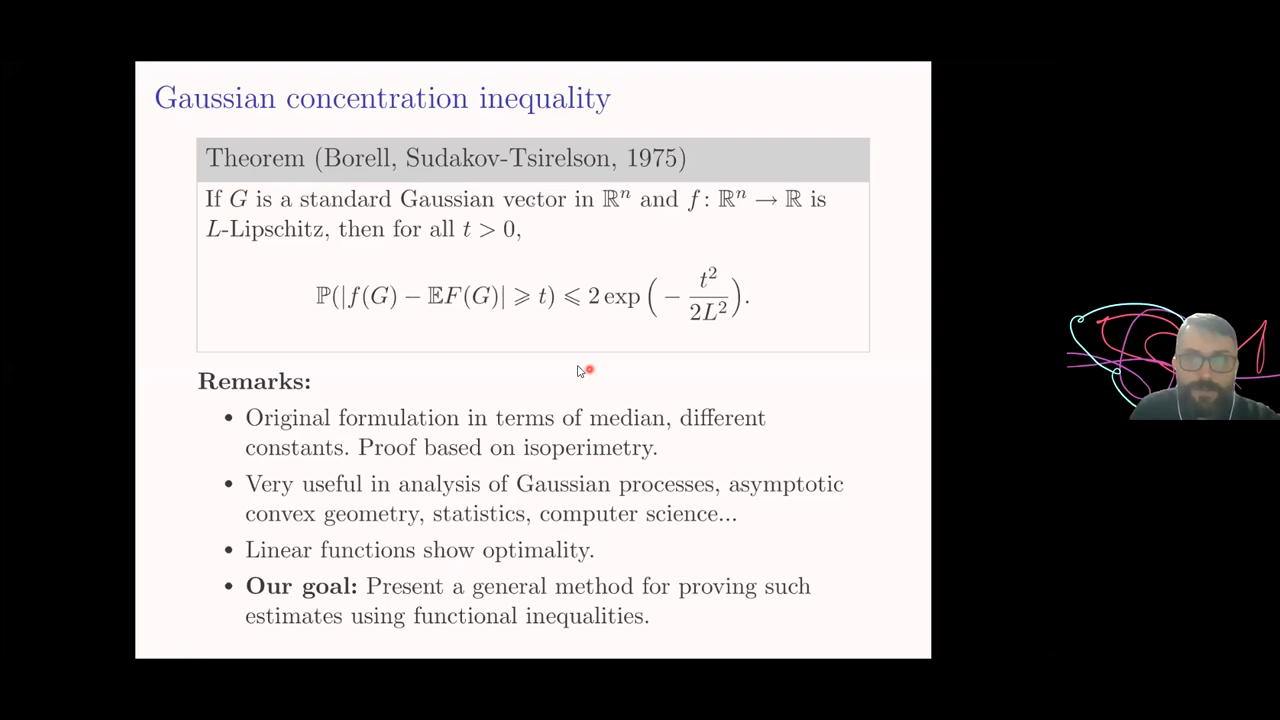 Gaussian concentration inequality
Theorem (Borell, Sudakov-Tsirelson, 1975)
If G is a standard Gaussian vector in ℝⁿ and f: ℝⁿ → ℝ is
L-Lipschitz, then for all t > 0,
ℙ(|f(G) − 𝔼F(G)| ⩾ t) ⩽ 2 exp(− t²/2L²).
Remarks:
• Original formulation in terms of median, different
constants. Proof based on isoperimetry.
• Very useful in analysis of Gaussian processes, asymptotic
convex geometry, statistics, computer science...
• Linear functions show optimality.
• Our goal: Present a general method for proving such
estimates using functional inequalities.